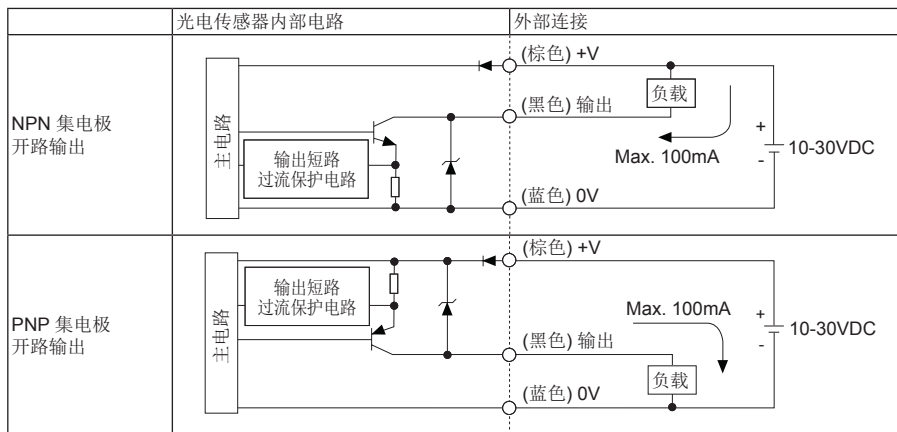 光电传感器内部电路
外部连接
NPN 集电极
开路输出
主电路
输出短路
过流保护电路
(棕色) +V
(黑色) 输出
(蓝色) 0V
负载
Max. 100mA
+
-
10-30VDC
PNP 集电极
开路输出
主电路
输出短路
过流保护电路
(棕色) +V
(黑色) 输出
(蓝色) 0V
Max. 100mA
负载
+
-
10-30VDC